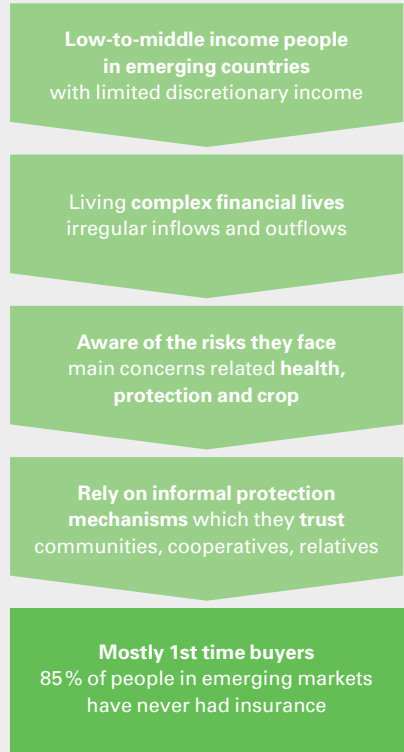 Low-to-middle income people
in emerging countries
with limited discretionary income
Living complex financial lives
irregular inflows and outflows
Aware of the risks they face
main concerns related health,
protection and crop
Rely on informal protection
mechanisms which they trust
communities, cooperatives, relatives
Mostly 1st time buyers
85% of people in emerging markets
have never had insurance